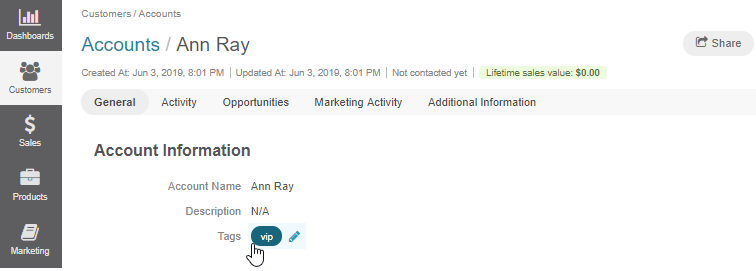 Dashboards
Customers
Sales
Products
Marketing
Customers / Accounts
Accounts / Ann Ray
Share
Created At: Jun 3, 2019, 8:01 PM | Updated At: Jun 3, 2019, 8:01 PM | Not contacted yet | Lifetime sales value: $0.00
General Activity Opportunities Marketing Activity Additional Information
Account Information
Account Name Ann Ray
Description N/A
Tags vip